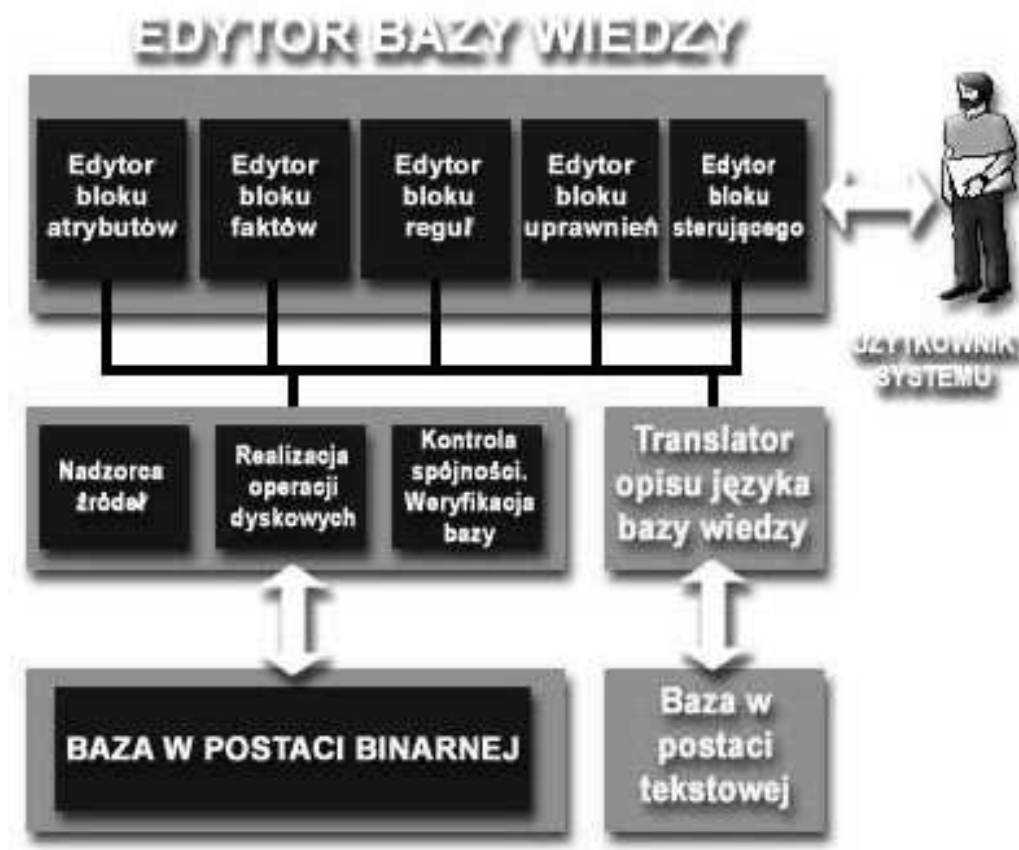 EDYTOR BAZY WIEDZY
Edytor
bloku
atrybutów
Edytor
bloku
faktów
Edytor
bloku
reguł
Edytor
bloku
uprawnień
Edytor
bloku
sterującego
UŻYTKOWNIK
SYSTEMU
Nadzorca
źródeł
Realizacja
operacji
dyskowych
Kontrola
spójności.
Weryfikacja
bazy
Translator
opisu języka
bazy wiedzy
BAZA W POSTACI BINARNEJ
Baza w
postaci
tekstowej